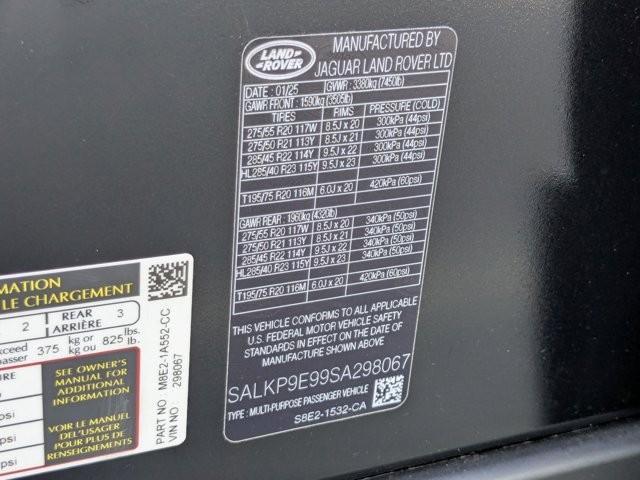 LAND
ROVER
MANUFACTURED BY
JAGUAR LAND ROVER LTD
DATE : 01/25 GVWR : 3380kg (7450lb)
GAWR FRONT : 1590kg (3505lb)
TIRES RIMS PRESSURE (COLD)
275/55 R20 117W 8.5J x 20 300kPa (44psi)
275/50 R21 113Y 8.5J x 21 300kPa (44psi)
285/45 R22 114Y 9.5J x 22 300kPa (44psi)
HL285/40 R23 115Y 9.5J x 23 300kPa (44psi)
T195/75 R20 116M 6.0J x 20 420kPa (60psi)
GAWR REAR : 1960kg (4320lb)
275/55 R20 117W 8.5J x 20 340kPa (50psi)
275/50 R21 113Y 8.5J x 21 340kPa (50psi)
285/45 R22 114Y 9.5J x 22 340kPa (50psi)
HL285/40 R23 115Y 9.5J x 23 340kPa (50psi)
T195/75 R20 116M 6.0J x 20 420kPa (60psi)
THIS VEHICLE CONFORMS TO ALL APPLICABLE
U.S. FEDERAL MOTOR VEHICLE SAFETY
STANDARDS IN EFFECT ON THE DATE OF
MANUFACTURE SHOWN ABOVE
SALKP9E99SA298067
TYPE : MULTI-PURPOSE PASSENGER VEHICLE
S8E2-1532-CA
RMATION
LE CHARGEMENT
2 REAR 3
ARRIÈRE
exceed 375 kg or 825 lbs.
passer kg ou lb.
SEE OWNER'S
MANUAL FOR
ADDITIONAL
INFORMATION
VOIR LE MANUEL
DEL'USAGER
POUR PLUS DE
RENSEIGNEMENTS
psi
psi
psi
PART NO M8E2-1A552-CC
VIN NO 298067